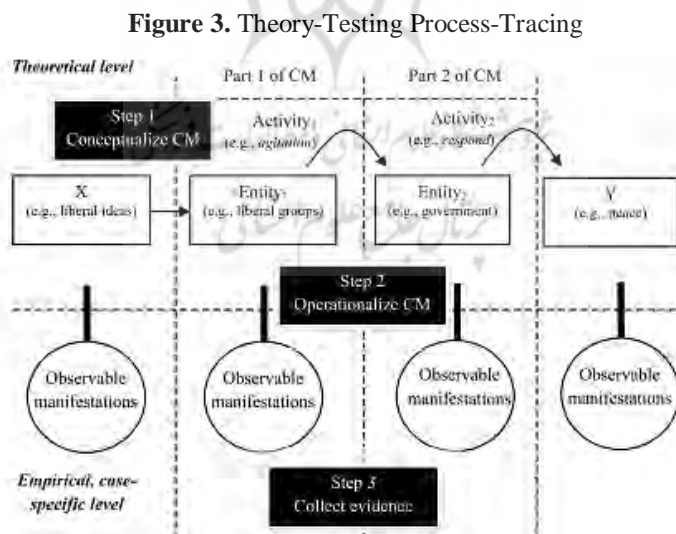 Figure 3. Theory-Testing Process-Tracing
Theoretical level
Part 1 of CM
Part 2 of CM
Step 1
Conceptualize CM
Activity₁
(e.g., agitation)
Activity₂
(e.g., respond)
X
(e.g., liberal ideas)
Entity₁
(e.g., liberal groups)
Entity₂
(e.g., government)
Y
(e.g., peace)
Step 2
Operationalize CM
Observable
manifestations
Observable
manifestations
Observable
manifestations
Observable
manifestations
Empirical, case-
specific level
Step 3
Collect evidence